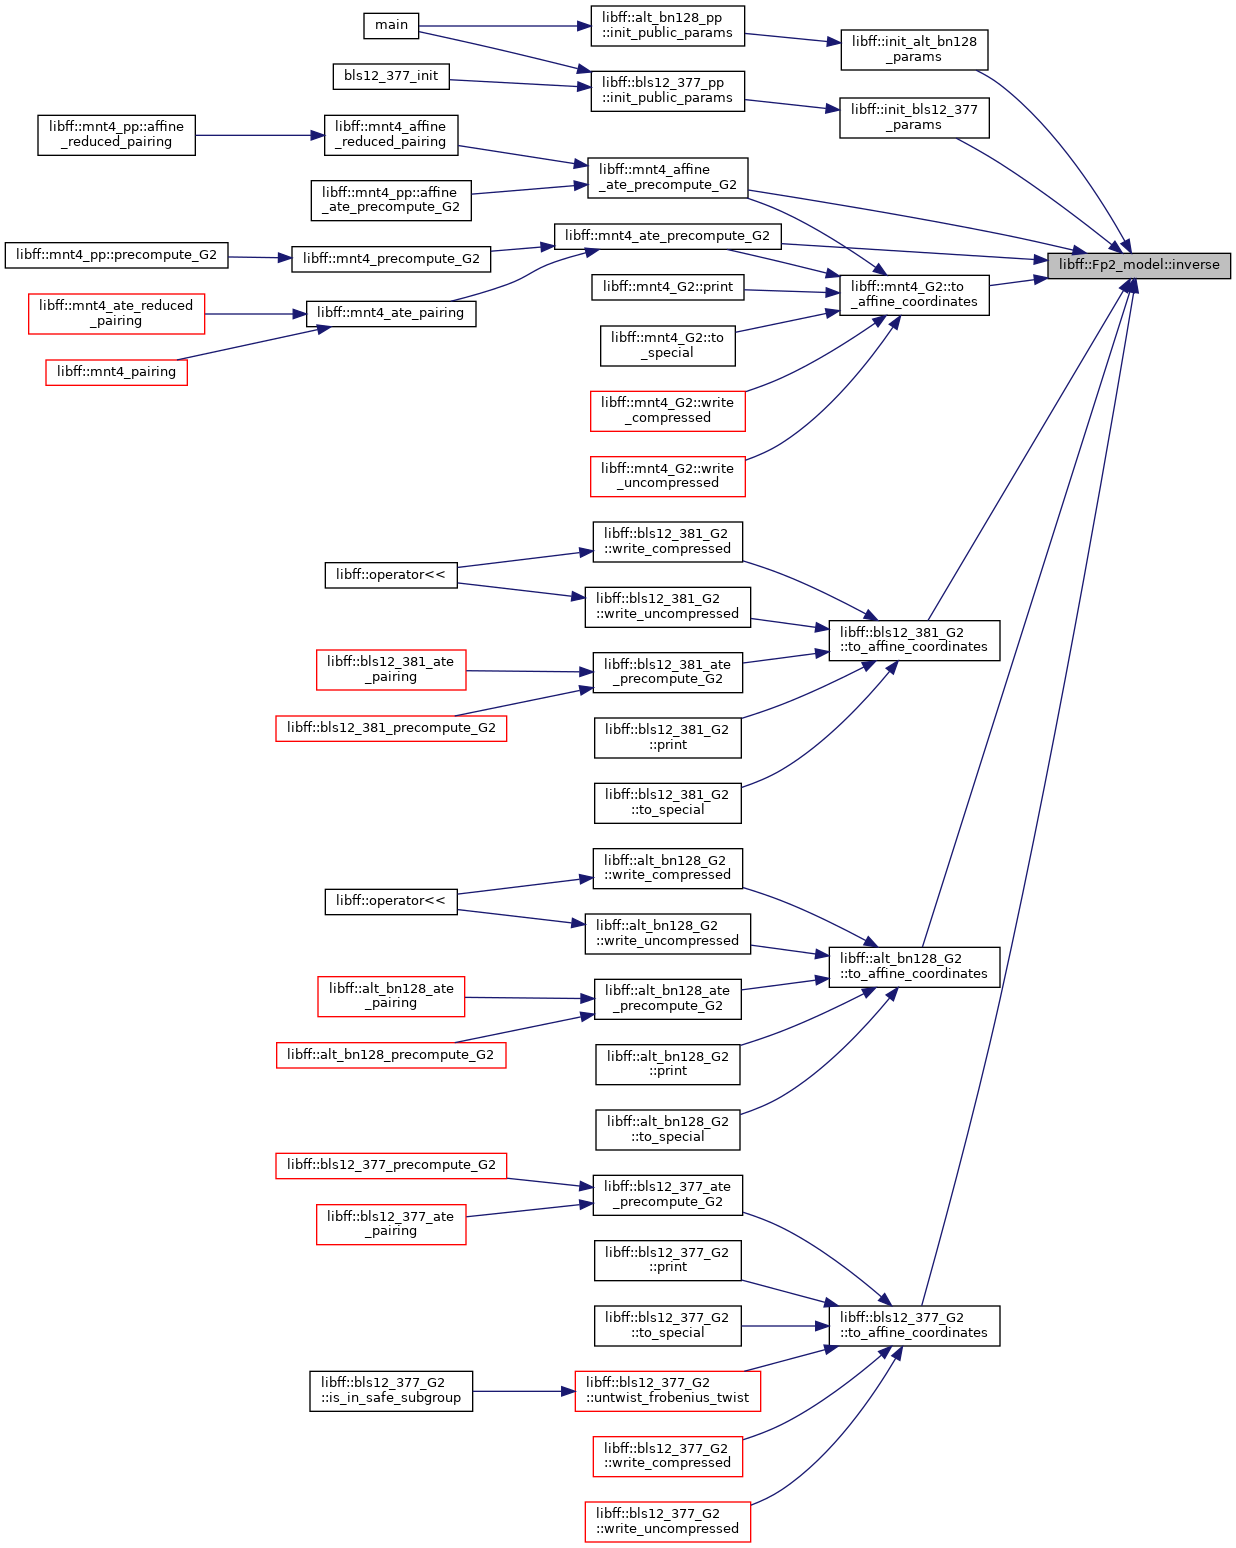 main
libff::alt_bn128_pp
::init_public_params
libff::init_alt_bn128
_params
bls12_377_init
libff::bls12_377_pp
::init_public_params
libff::init_bls12_377
_params
libff::mnt4_pp::affine
_reduced_pairing
libff::mnt4_affine
_reduced_pairing
libff::mnt4_affine
_ate_precompute_G2
libff::mnt4_pp::affine
_ate_precompute_G2
libff::mnt4_ate_precompute_G2
libff::mnt4_pp::precompute_G2
libff::mnt4_precompute_G2
libff::Fp2_model::inverse
libff::mnt4_G2::print
libff::mnt4_G2::to
_affine_coordinates
libff::mnt4_ate_reduced
_pairing
libff::mnt4_ate_pairing
libff::mnt4_G2::to
_special
libff::mnt4_pairing
libff::mnt4_G2::write
_compressed
libff::mnt4_G2::write
_uncompressed
libff::bls12_381_G2
::write_compressed
libff::operator<<
libff::bls12_381_G2
::write_uncompressed
libff::bls12_381_G2
::to_affine_coordinates
libff::bls12_381_ate
_pairing
libff::bls12_381_ate
_precompute_G2
libff::bls12_381_precompute_G2
libff::bls12_381_G2
::print
libff::bls12_381_G2
::to_special
libff::alt_bn128_G2
::write_compressed
libff::operator<<
libff::alt_bn128_G2
::write_uncompressed
libff::alt_bn128_G2
::to_affine_coordinates
libff::alt_bn128_ate
_pairing
libff::alt_bn128_ate
_precompute_G2
libff::alt_bn128_precompute_G2
libff::alt_bn128_G2
::print
libff::alt_bn128_G2
::to_special
libff::bls12_377_precompute_G2
libff::bls12_377_ate
_precompute_G2
libff::bls12_377_ate
_pairing
libff::bls12_377_G2
::print
libff::bls12_377_G2
::to_special
libff::bls12_377_G2
::to_affine_coordinates
libff::bls12_377_G2
::is_in_safe_subgroup
libff::bls12_377_G2
::untwist_frobenius_twist
libff::bls12_377_G2
::write_compressed
libff::bls12_377_G2
::write_uncompressed